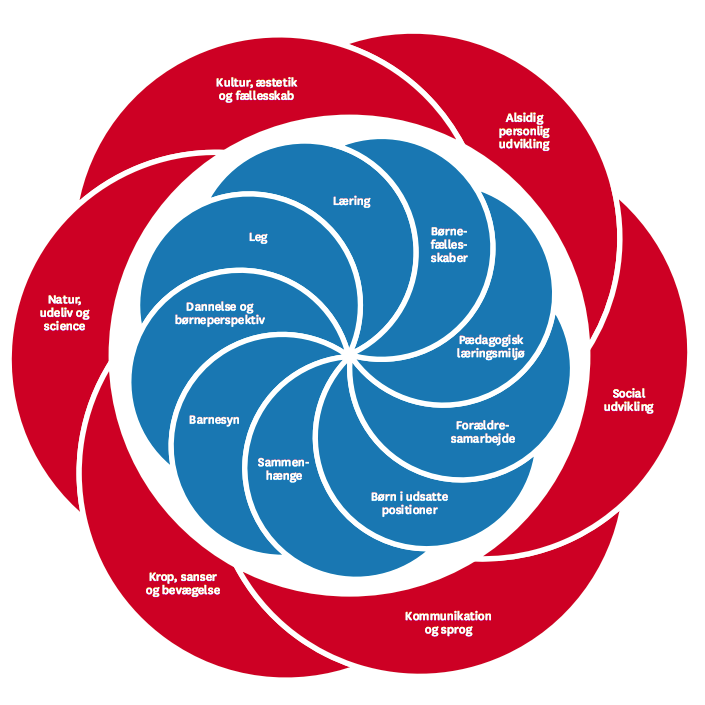 Kultur, æstetik
og fællesskab
Alsidig
personlig
udvikling
Læring
Børne-
fælles-
skaber
Leg
Natur,
udeliv og
science
Dannelse og
børneperspektiv
Pædagogisk
læringsmiljø
Social
udvikling
Barnesyn
Forældre-
samarbejde
Sammen-
hænge
Børn i udsatte
positioner
Krop, sanser
og bevægelse
Kommunikation
og sprog